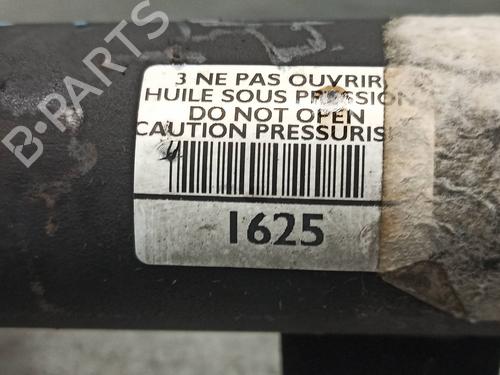 B-PARTS
3 NE PAS OUVRIR
HUILE SOUS PRESSION
DO NOT OPEN
CAUTION PRESSURIS
1625